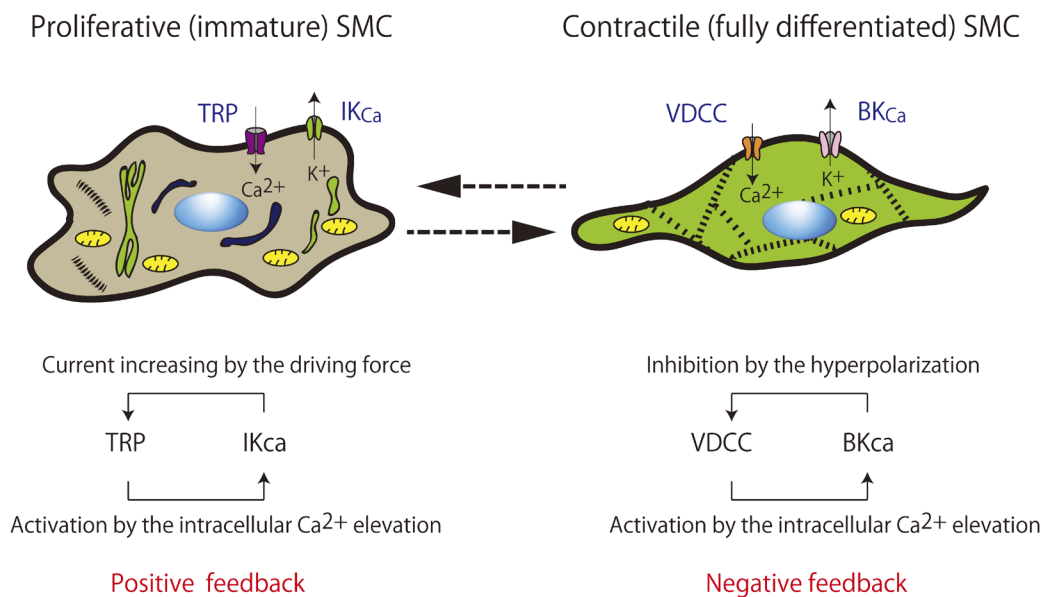 Proliferative (immature) SMC
Contractile (fully differentiated) SMC
TRP
IKCa
VDCC
BKCa
Ca2+
K+
Ca2+
K+
Current increasing by the driving force
TRP
IKca
Activation by the intracellular Ca2+ elevation
Positive feedback
Inhibition by the hyperpolarization
VDCC
BKca
Activation by the intracellular Ca2+ elevation
Negative feedback